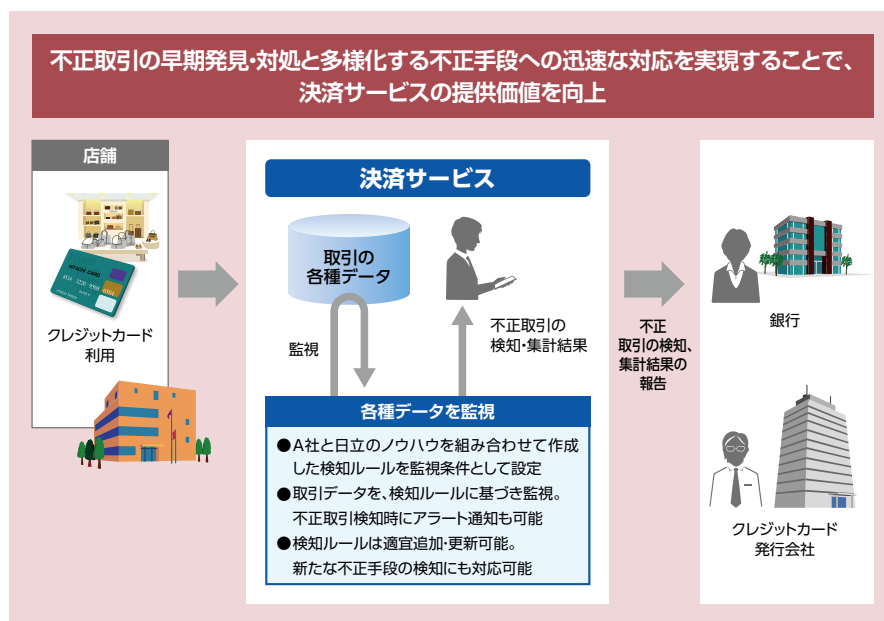 不正取引の早期発見・対処と多様化する不正手段への迅速な対応を実現することで、
決済サービスの提供価値を向上
店舗
HITACHI CARD
クレジットカード
利用
決済サービス
取引の
各種データ
監視
不正取引の
検知・集計結果
各種データを監視
●A社と日立のノウハウを組み合わせて作成
した検知ルールを監視条件として設定
●取引データを、検知ルールに基づき監視。
不正取引検知時にアラート通知も可能
●検知ルールは適宜追加・更新可能。
新たな不正手段の検知にも対応可能
不正
取引の検知、
集計結果の
報告
銀行
クレジットカード
発行会社